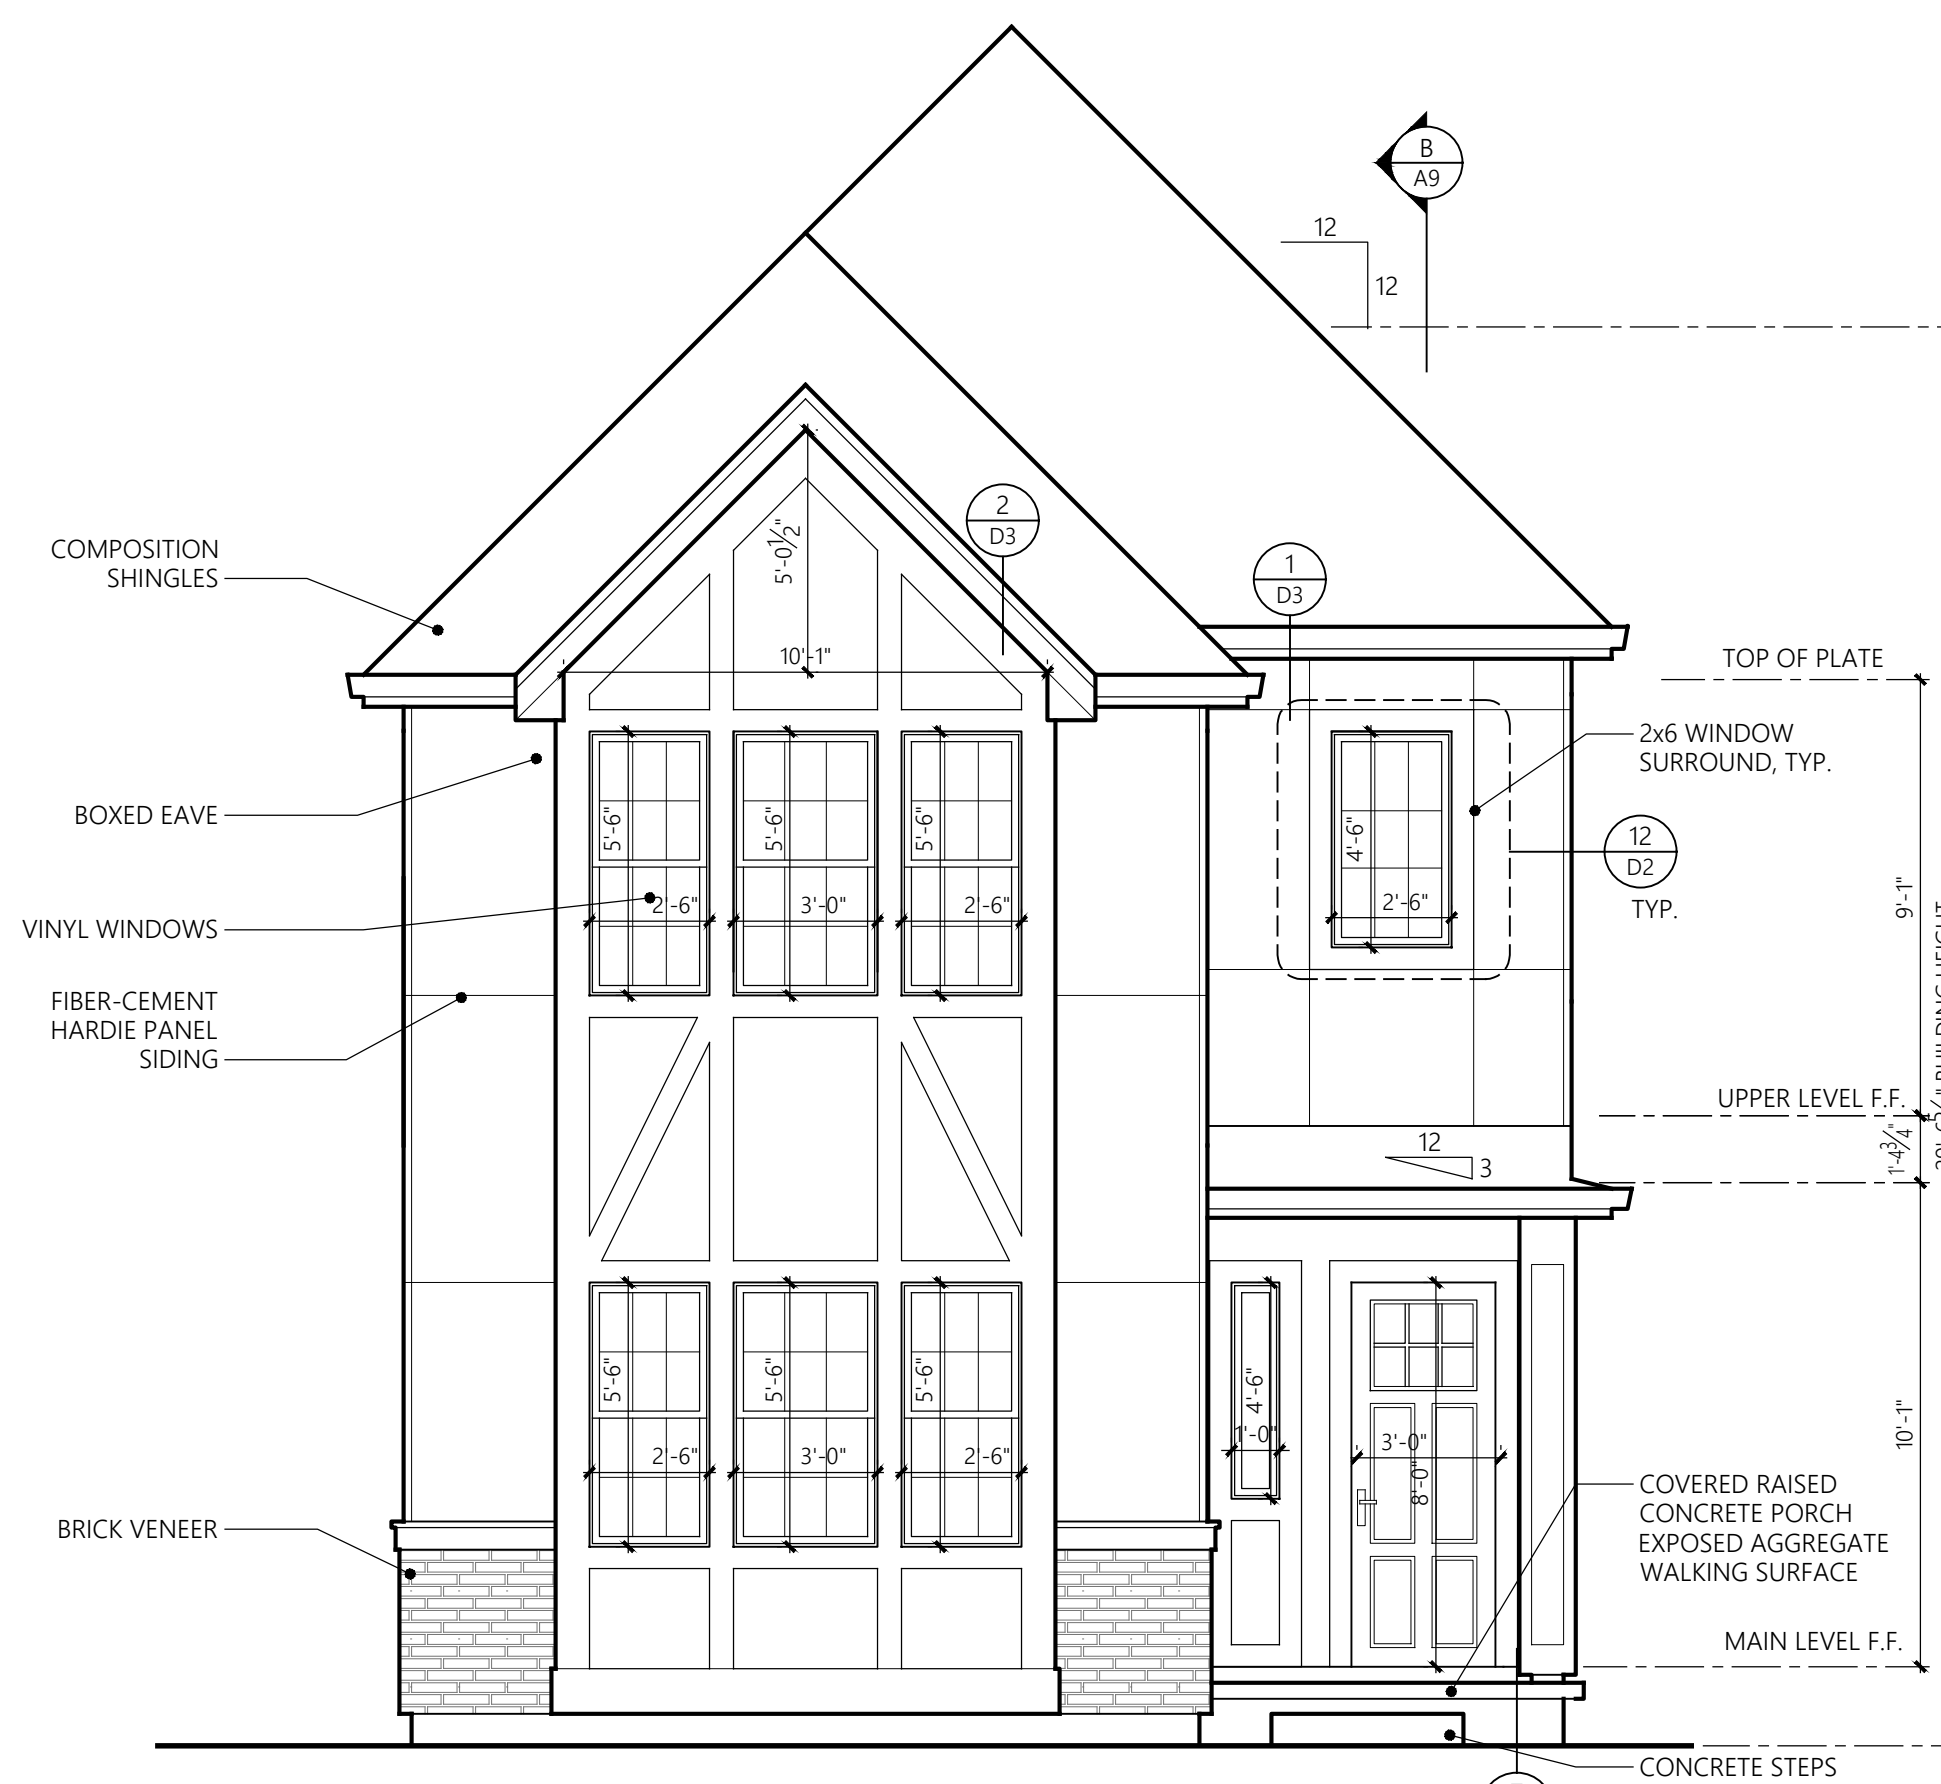 B
A9
12
12
2
D3
1
D3
COMPOSITION
SHINGLES
5'-0½"
10'-1"
TOP OF PLATE
2x6 WINDOW
SURROUND, TYP.
BOXED EAVE
5'-6"
5'-6"
5'-6"
4'-6"
12
D2
TYP.
9'-1"
VINYL WINDOWS
2'-6"
3'-0"
2'-6"
2'-6"
FIBER-CEMENT
HARDIE PANEL
SIDING
BUILDING HEIGHT
UPPER LEVEL F.F.
1'-4¾"
12
3
5'-6"
5'-6"
5'-6"
4'-6"
10'-1"
2'-6"
3'-0"
2'-6"
1'-0"
3'-0"
8'-0"
BRICK VENEER
COVERED RAISED
CONCRETE PORCH
EXPOSED AGGREGATE
WALKING SURFACE
MAIN LEVEL F.F.
CONCRETE STEPS